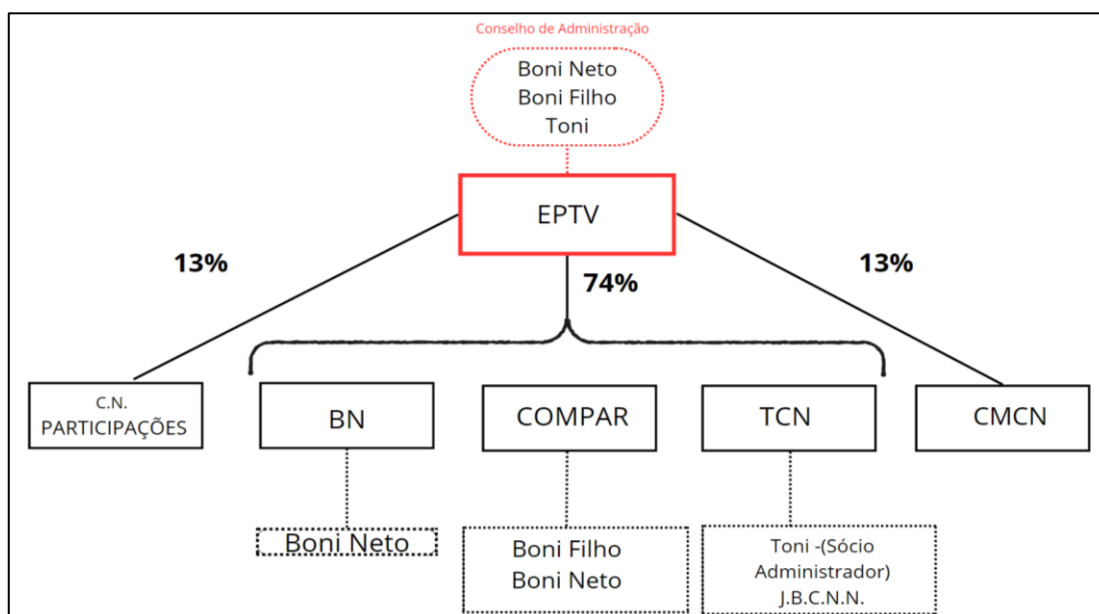 Conselho de Administração
Boni Neto
Boni Filho
Toni
EPTV
13%
74%
13%
C.N.
PARTICIPAÇÕES
BN
COMPAR
TCN
CMCN
Boni Neto
Boni Filho
Boni Neto
Toni -(Sócio
Administrador)
J.B.C.N.N.